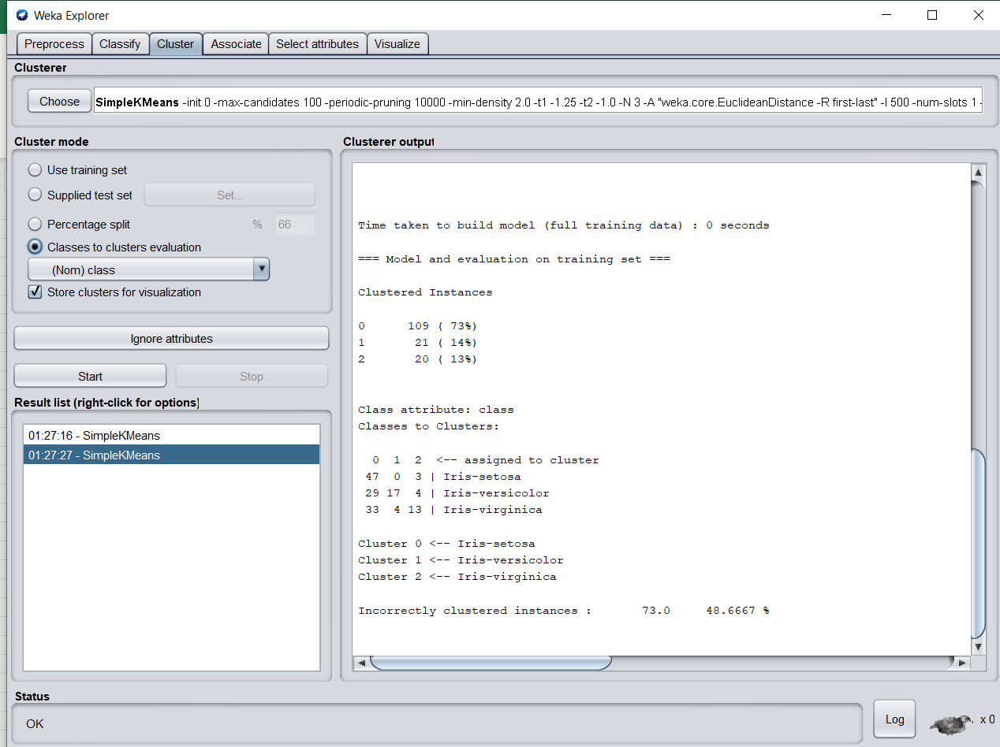 Weka Explorer
Preprocess Classify Cluster Associate Select attributes Visualize
Clusterer
Choose SimpleKMeans -init 0 -max-candidates 100 -periodic-pruning 10000 -min-density 2.0 -t1 -1.25 -t2 -1.0 -N 3 -A "weka.core.EuclideanDistance -R first-last" -I 500 -num-slots 1 -
Cluster mode
Use training set
Supplied test set Set...
Percentage split % 66
Classes to clusters evaluation
(Nom) class
Store clusters for visualization
Ignore attributes
Start Stop
Result list (right-click for options)
01:27:16 - SimpleKMeans
01:27:27 - SimpleKMeans
Clusterer output
Time taken to build model (full training data) : 0 seconds
=== Model and evaluation on training set ===
Clustered Instances
0 109 ( 73%)
1 21 ( 14%)
2 20 ( 13%)
Class attribute: class
Classes to Clusters:
0 1 2 <-- assigned to cluster
47 0 3 | Iris-setosa
29 17 4 | Iris-versicolor
33 4 13 | Iris-virginica
Cluster 0 <-- Iris-setosa
Cluster 1 <-- Iris-versicolor
Cluster 2 <-- Iris-virginica
Incorrectly clustered instances : 73.0 48.6667 %
Status
OK
Log x 0